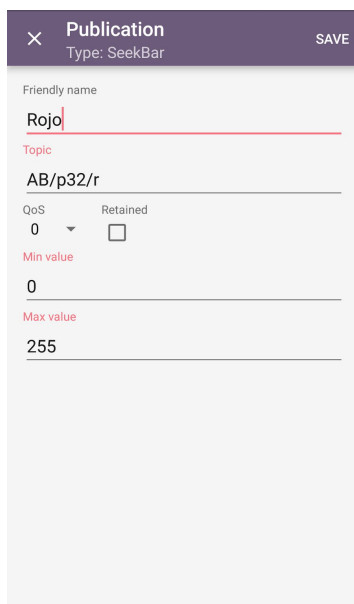 Publication
SAVE
Type: SeekBar
Friendly name
Rojo
Topic
AB/p32/r
QoS Retained
0
Min value
0
Max value
255